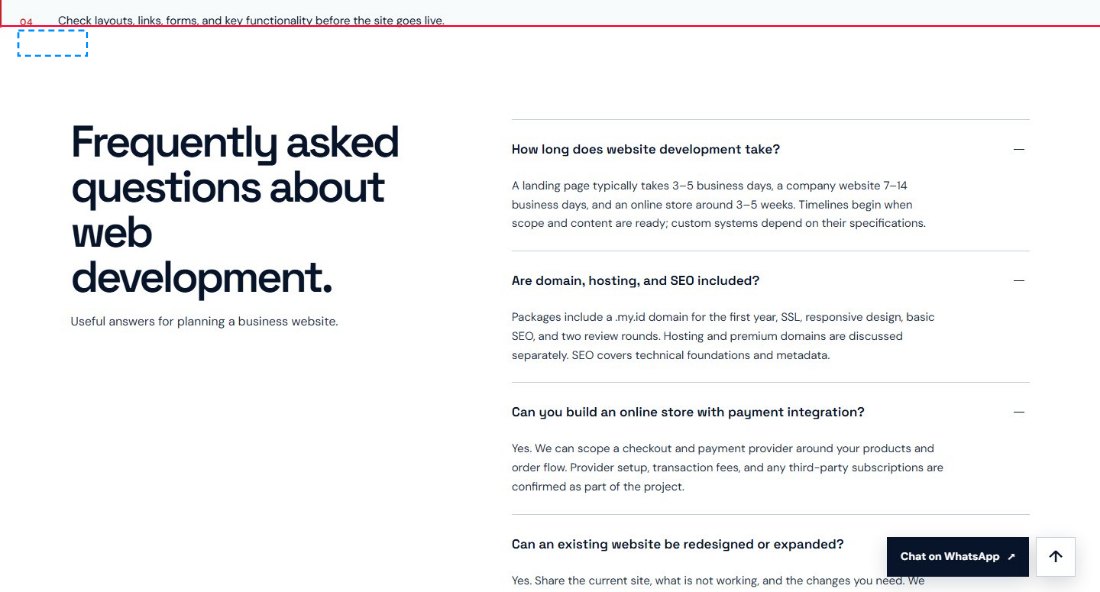 04 Check layouts, links, forms, and key functionality before the site goes live.
Frequently asked
questions about
web
development.
Useful answers for planning a business website.
How long does website development take?
A landing page typically takes 3–5 business days, a company website 7–14
business days, and an online store around 3–5 weeks. Timelines begin when
scope and content are ready; custom systems depend on their specifications.
Are domain, hosting, and SEO included?
Packages include a .my.id domain for the first year, SSL, responsive design, basic
SEO, and two review rounds. Hosting and premium domains are discussed
separately. SEO covers technical foundations and metadata.
Can you build an online store with payment integration?
Yes. We can scope a checkout and payment provider around your products and
order flow. Provider setup, transaction fees, and any third-party subscriptions are
confirmed as part of the project.
Can an existing website be redesigned or expanded?
Yes. Share the current site, what is not working, and the changes you need. We
Chat on WhatsApp ↗